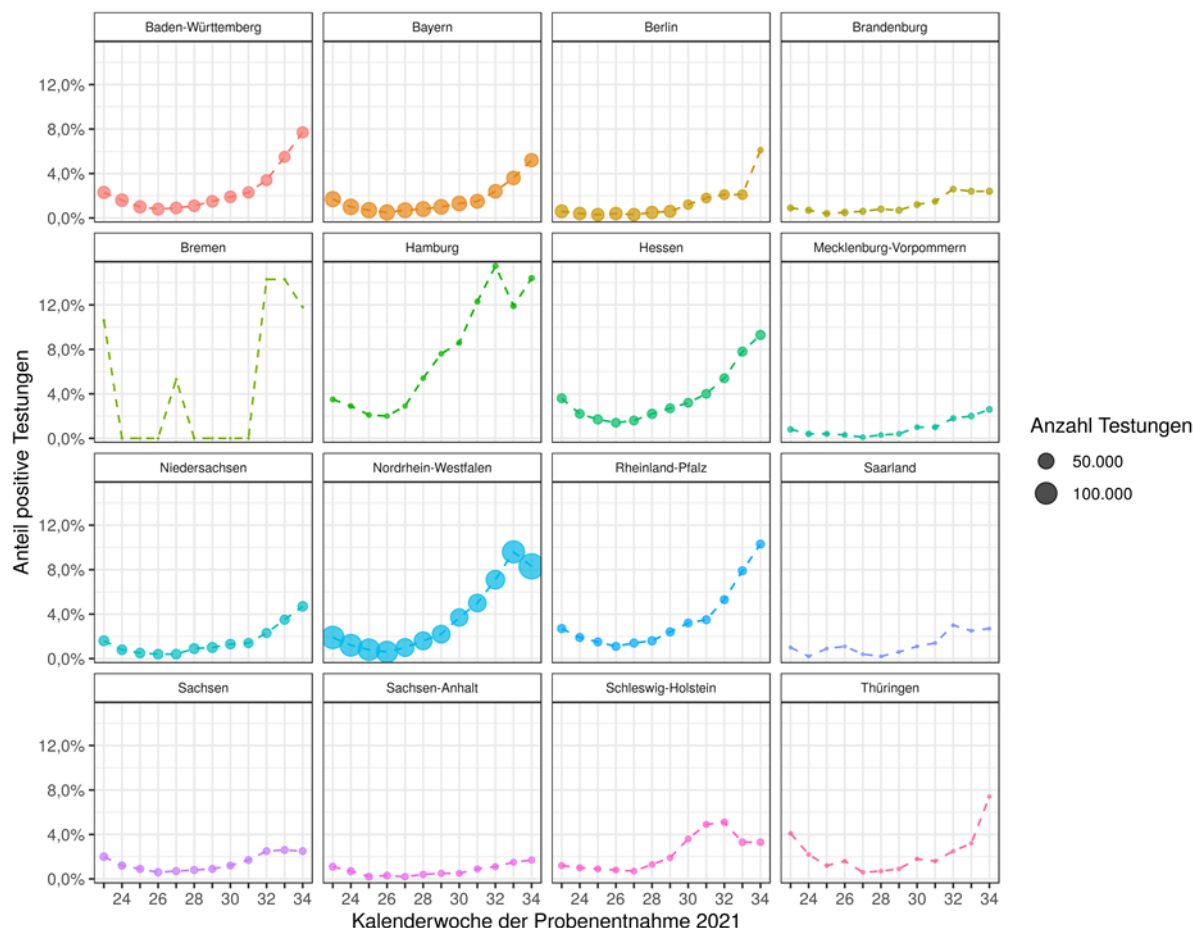 Baden-Württemberg Bayern Berlin Brandenburg
12,0%
8,0%
4,0%
0,0%
Bremen Hamburg Hessen Mecklenburg-Vorpommern
12,0%
8,0%
4,0%
0,0%
Niedersachsen Nordrhein-Westfalen Rheinland-Pfalz Saarland
12,0%
8,0%
4,0%
0,0%
Sachsen Sachsen-Anhalt Schleswig-Holstein Thüringen
12,0%
8,0%
4,0%
0,0%
24 26 28 30 32 34 24 26 28 30 32 34 24 26 28 30 32 34 24 26 28 30 32 34
Kalenderwoche der Probenentnahme 2021
Anteil positive Testungen
Anzahl Testungen
50.000
100.000